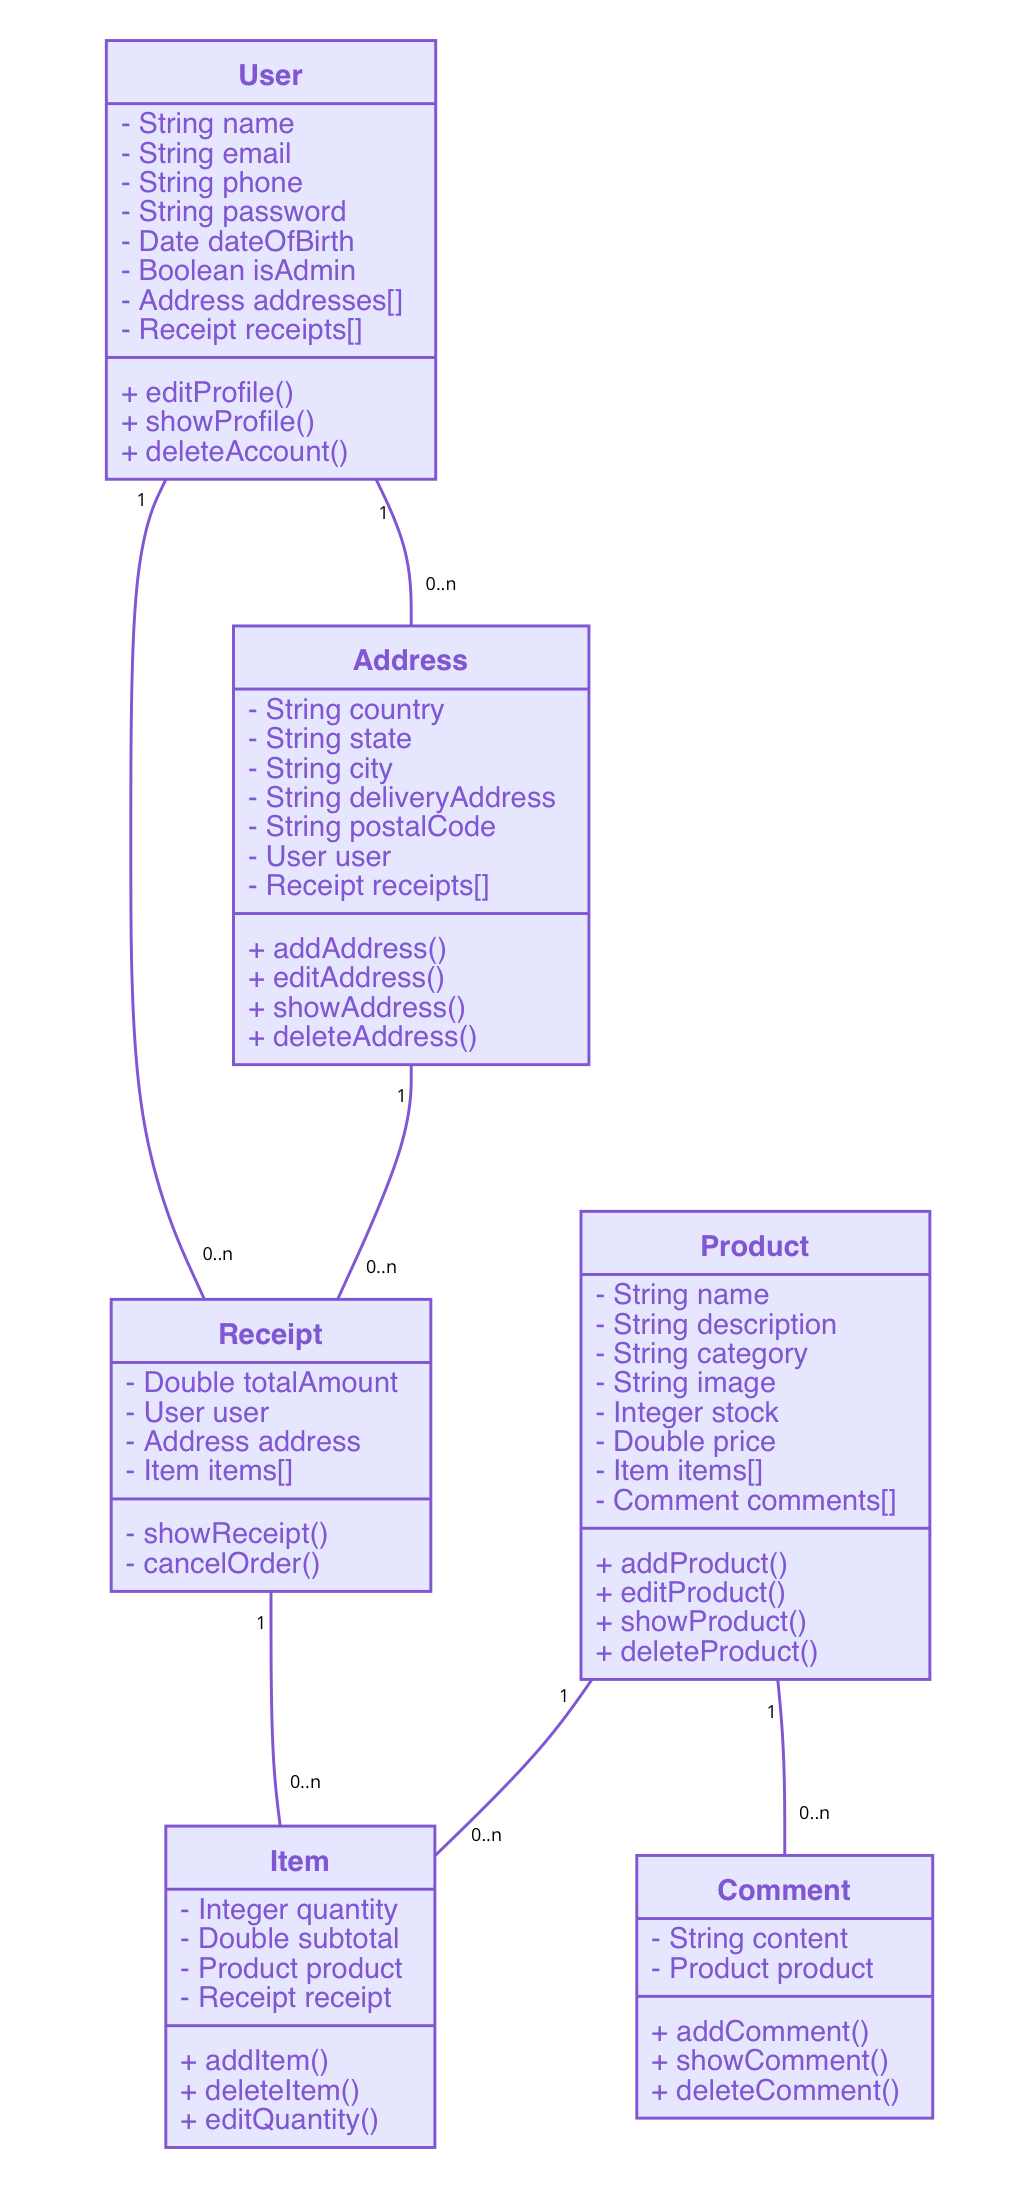 User
- String name
- String email
- String phone
- String password
- Date dateOfBirth
- Boolean isAdmin
- Address addresses[]
- Receipt receipts[]
+ editProfile()
+ showProfile()
+ deleteAccount()
1
1
0..n
Address
- String country
- String state
- String city
- String deliveryAddress
- String postalCode
- User user
- Receipt receipts[]
+ addAddress()
+ editAddress()
+ showAddress()
+ deleteAddress()
1
0..n
0..n
Receipt
- Double totalAmount
- User user
- Address address
- Item items[]
- showReceipt()
- cancelOrder()
Product
- String name
- String description
- String category
- String image
- Integer stock
- Double price
- Item items[]
- Comment comments[]
+ addProduct()
+ editProduct()
+ showProduct()
+ deleteProduct()
1
1
1
0..n
0..n
0..n
Item
- Integer quantity
- Double subtotal
- Product product
- Receipt receipt
+ addItem()
+ deleteItem()
+ editQuantity()
Comment
- String content
- Product product
+ addComment()
+ showComment()
+ deleteComment()